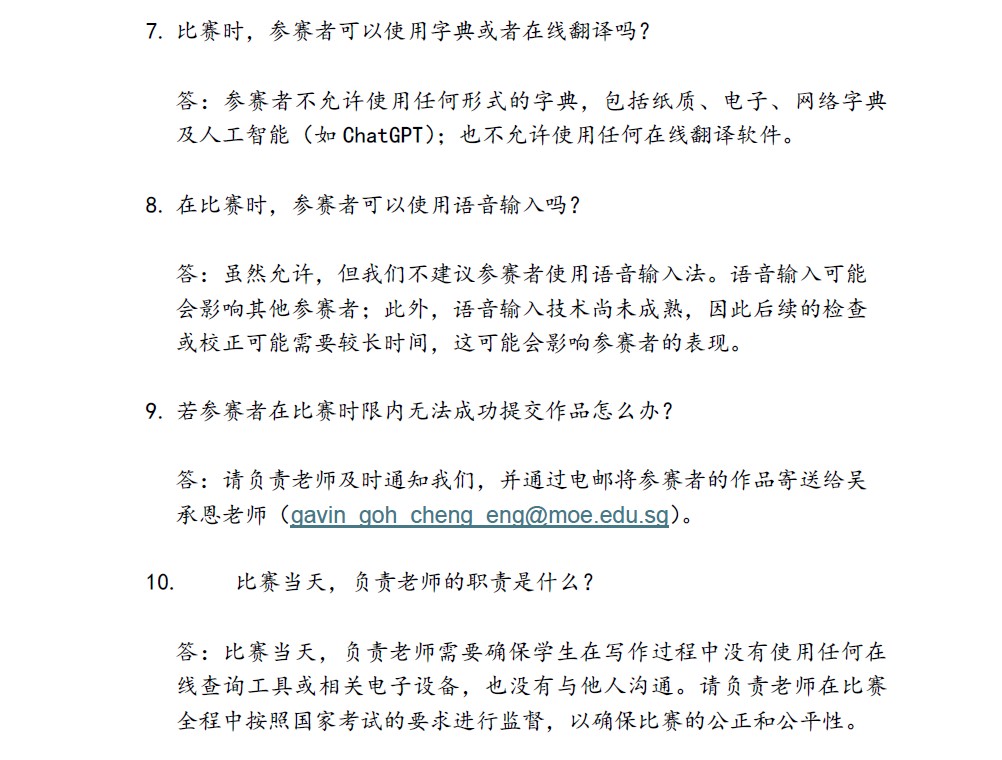 7. 比赛时，参赛者可以使用字典或者在线翻译吗？
答：参赛者不允许使用任何形式的字典，包括纸质、电子、网络字典
及人工智能（如 ChatGPT）；也不允许使用任何在线翻译软件。
8. 在比赛时，参赛者可以使用语音输入吗？
答：虽然允许，但我们不建议参赛者使用语音输入法。语音输入可能
会影响其他参赛者；此外，语音输入技术尚未成熟，因此后续的检查
或校正可能需要较长时间，这可能会影响参赛者的表现。
9. 若参赛者在比赛时限内无法成功提交作品怎么办？
答：请负责老师及时通知我们，并通过电邮将参赛者的作品寄送给吴
承恩老师（gavin_goh_cheng_eng@moe.edu.sg）。
10. 比赛当天，负责老师的职责是什么？
答：比赛当天，负责老师需要确保学生在写作过程中没有使用任何在
线查询工具或相关电子设备，也没有与他人沟通。请负责老师在比赛
全程中按照国家考试的要求进行监督，以确保比赛的公正和公平性。